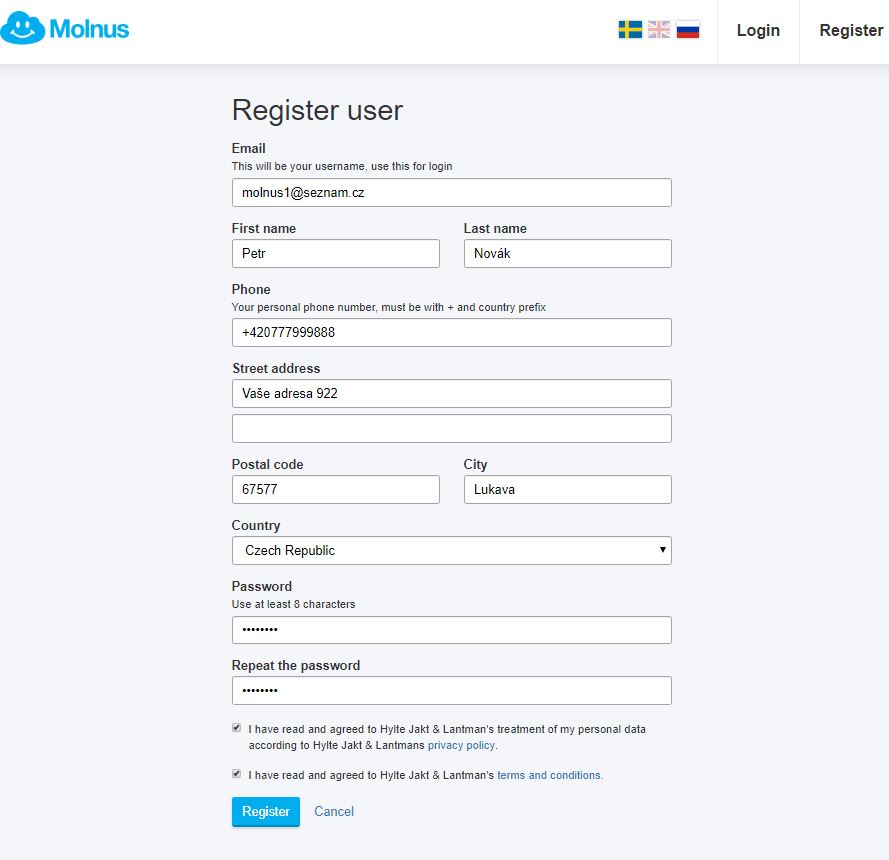 Molnus
Login
Register
Register user
Email
This will be your username, use this for login
molnus1@seznam.cz
First name
Last name
Petr
Novák
Phone
Your personal phone number, must be with + and country prefix
+420777999888
Street address
Vaše adresa 922
Postal code
City
67577
Lukava
Country
Czech Republic
Password
Use at least 8 characters
••••••••
Repeat the password
••••••••
I have read and agreed to Hylte Jakt & Lantman's treatment of my personal data
according to Hylte Jakt & Lantmans privacy policy.
I have read and agreed to Hylte Jakt & Lantman's terms and conditions.
Register
Cancel